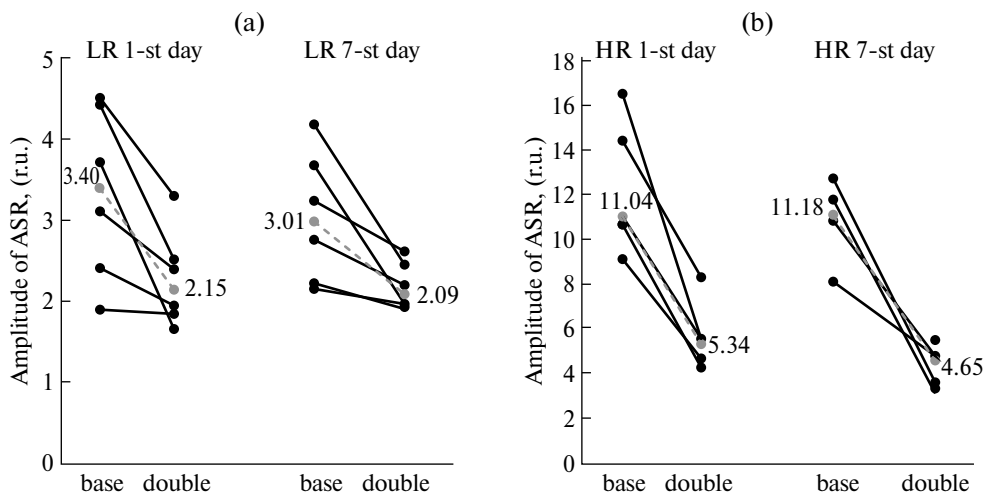 (a)
LR 1-st day
LR 7-st day
Amplitude of ASR, (r.u.)
5
4
3
2
1
0
3.40
2.15
3.01
2.09
base
double
base
double
(b)
HR 1-st day
HR 7-st day
Amplitude of ASR, (r.u.)
18
16
14
12
10
8
6
4
2
0
11.04
5.34
11.18
4.65
base
double
base
double